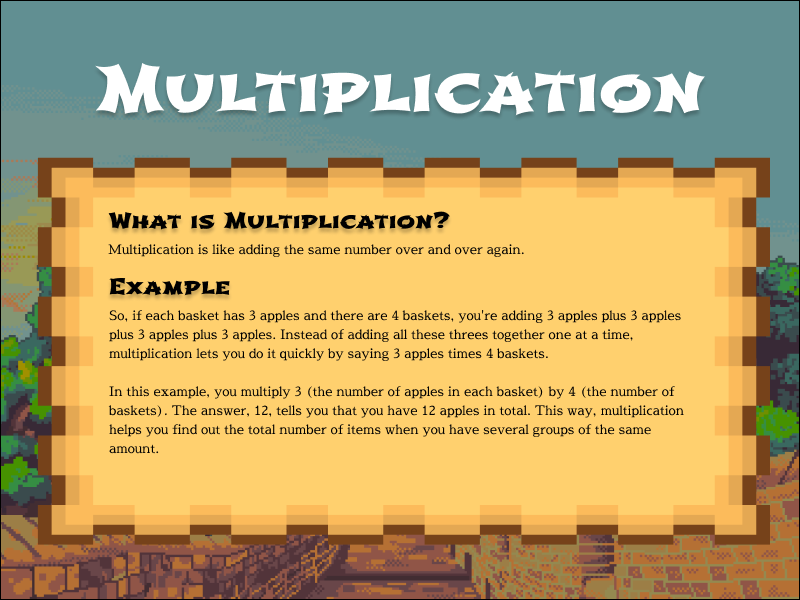 Multiplication
What is Multiplication?
Multiplication is like adding the same number over and over again.
Example
So, if each basket has 3 apples and there are 4 baskets, you're adding 3 apples plus 3 apples
plus 3 apples plus 3 apples. Instead of adding all these threes together one at a time,
multiplication lets you do it quickly by saying 3 apples times 4 baskets.
In this example, you multiply 3 (the number of apples in each basket) by 4 (the number of
baskets). The answer, 12, tells you that you have 12 apples in total. This way, multiplication
helps you find out the total number of items when you have several groups of the same
amount.